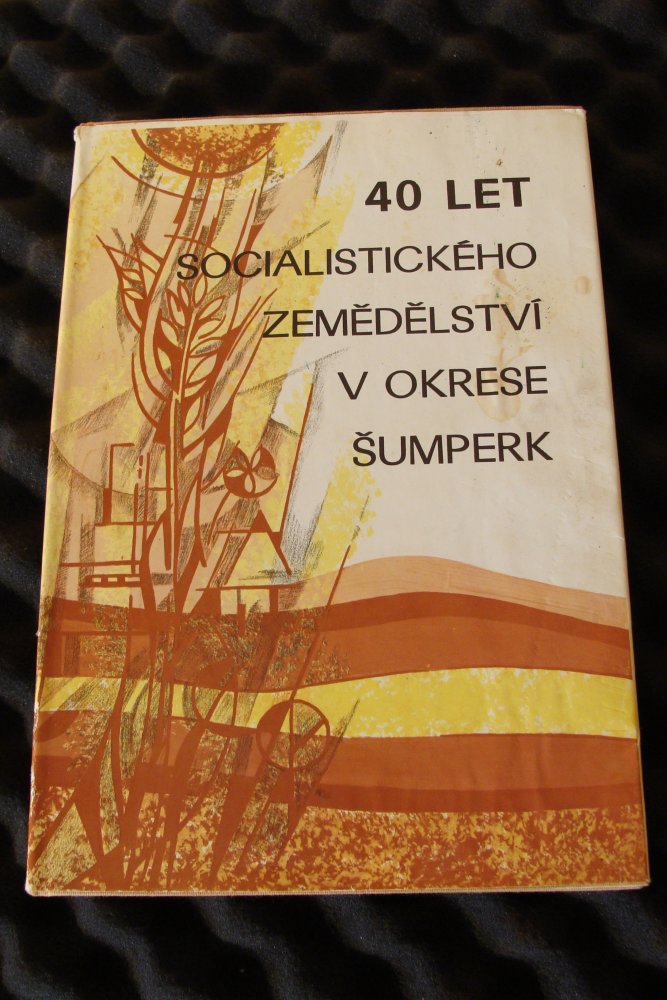 40 LET
SOCIALISTICKÉHO
ZEMĚDĚLSTVÍ
V OKRESE
ŠUMPERK